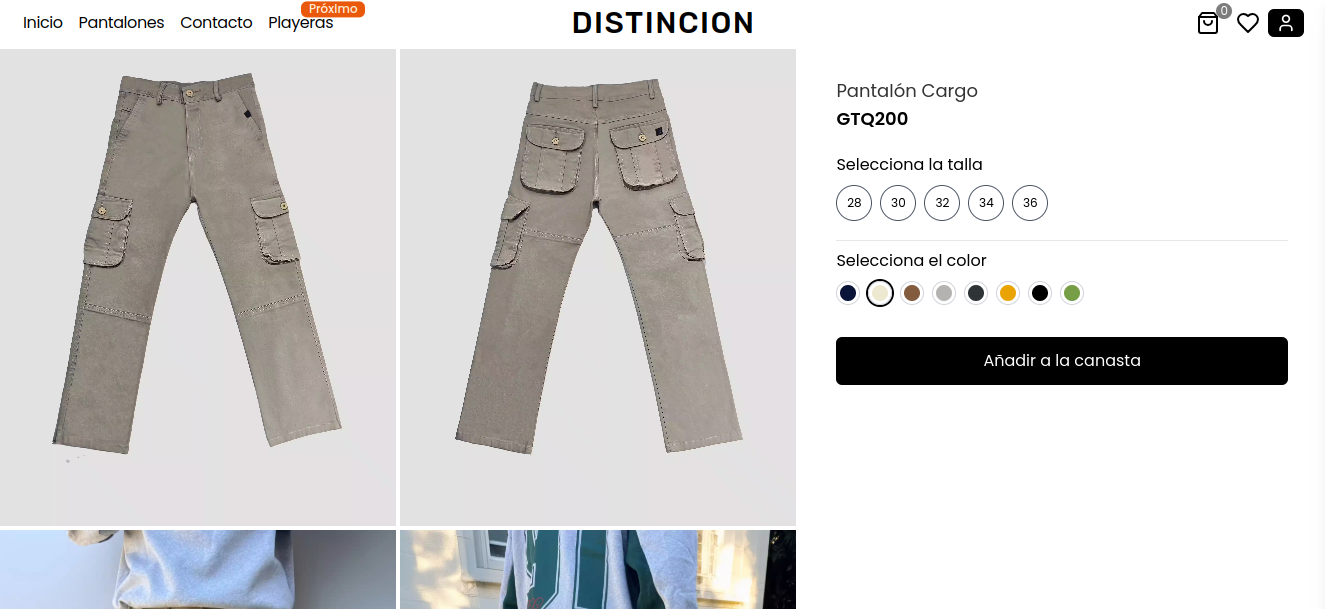 Inicio Pantalones Contacto Playeras
Próximo
DISTINCION
0
Pantalón Cargo
GTQ200
Selecciona la talla
28 30 32 34 36
Selecciona el color
Añadir a la canasta